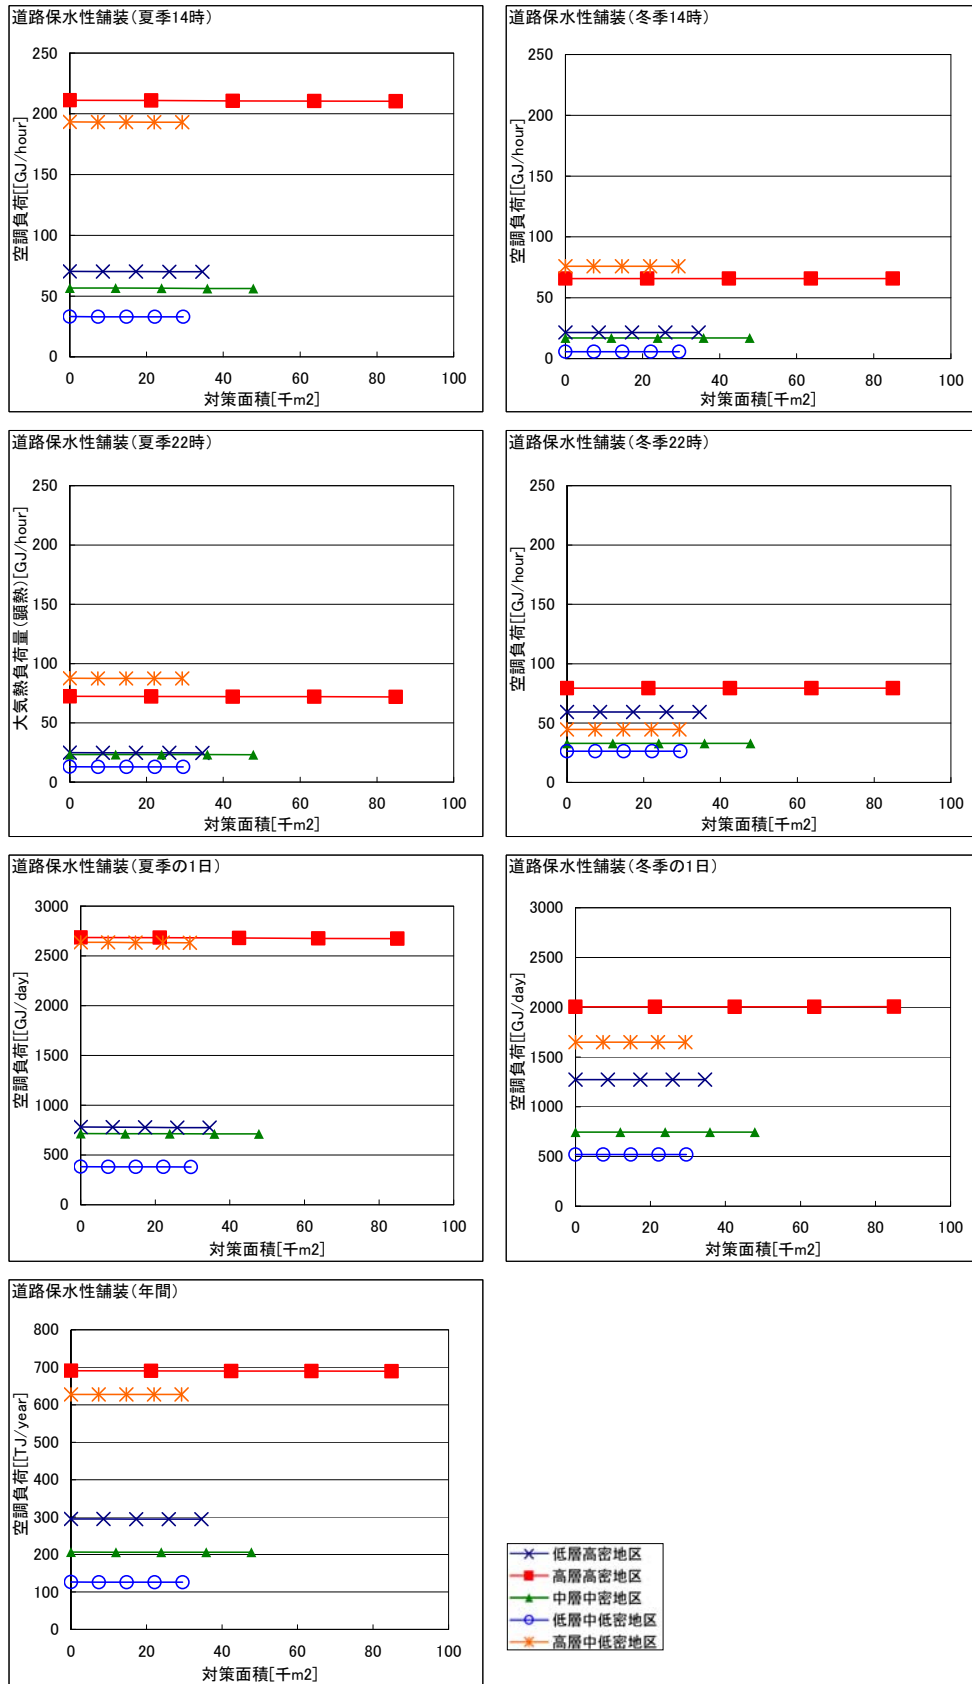 道路保水性舗装(夏季14時)
空調負荷[[GJ/hour]
250
200
150
100
50
0
0 20 40 60 80 100
対策面積[千m2]
道路保水性舗装(冬季14時)
空調負荷[[GJ/hour]
250
200
150
100
50
0
0 20 40 60 80 100
対策面積[千m2]
道路保水性舗装(夏季22時)
大気熱負荷量(顕熱)[GJ/hour]
250
200
150
100
50
0
0 20 40 60 80 100
対策面積[千m2]
道路保水性舗装(冬季22時)
空調負荷[[GJ/hour]
250
200
150
100
50
0
0 20 40 60 80 100
対策面積[千m2]
道路保水性舗装(夏季の1日)
空調負荷[[GJ/day]
3000
2500
2000
1500
1000
500
0
0 20 40 60 80 100
対策面積[千m2]
道路保水性舗装(冬季の1日)
空調負荷[[GJ/day]
3000
2500
2000
1500
1000
500
0
0 20 40 60 80 100
対策面積[千m2]
道路保水性舗装(年間)
空調負荷[[TJ/year]
800
700
600
500
400
300
200
100
0
0 20 40 60 80 100
対策面積[千m2]
低層高密地区
高層高密地区
中層中密地区
低層中低密地区
高層中低密地区